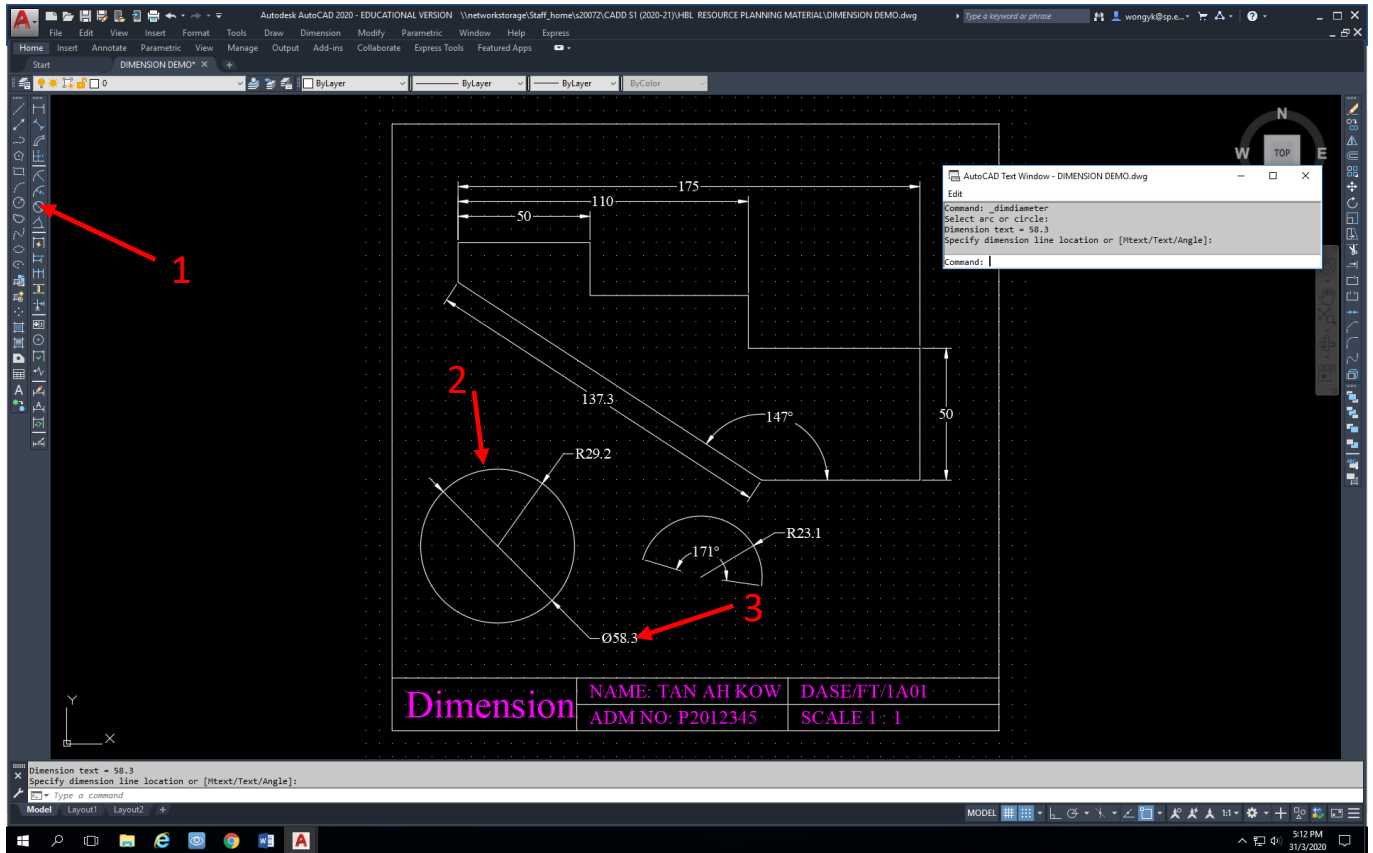 Autodesk AutoCAD 2020 - EDUCATIONAL VERSION \\networkstorage\Staff_home\s20072\CADD S1 (2020-21)\HBL RESOURCE PLANNING MATERIAL\DIMENSION DEMO.dwg Type a keyword or phrase wongyk@sp.e...
File Edit View Insert Format Tools Draw Dimension Modify Parametric Window Help Express
Home Insert Annotate Parametric View Manage Output Add-ins Collaborate Express Tools Featured Apps
Start DIMENSION DEMO*
0 ByLayer ByLayer ByLayer ByColor
N
W TOP E
AutoCAD Text Window - DIMENSION DEMO.dwg
Edit
Command: _dimdiameter
Select arc or circle:
Dimension text = 58.3
Specify dimension line location or [Mtext/Text/Angle]:
Command:
175
110
50
1
2
137.3
147°
50
R29.2
R23.1
171°
3
Ø58.3
Dimension
NAME: TAN AH KOW DASE/FT/1A01
ADM NO: P2012345 SCALE 1 : 1
Y
X
Dimension text = 58.3
Specify dimension line location or [Mtext/Text/Angle]:
Type a command
Model Layout1 Layout2 +
MODEL 1:1
5:12 PM
31/3/2020